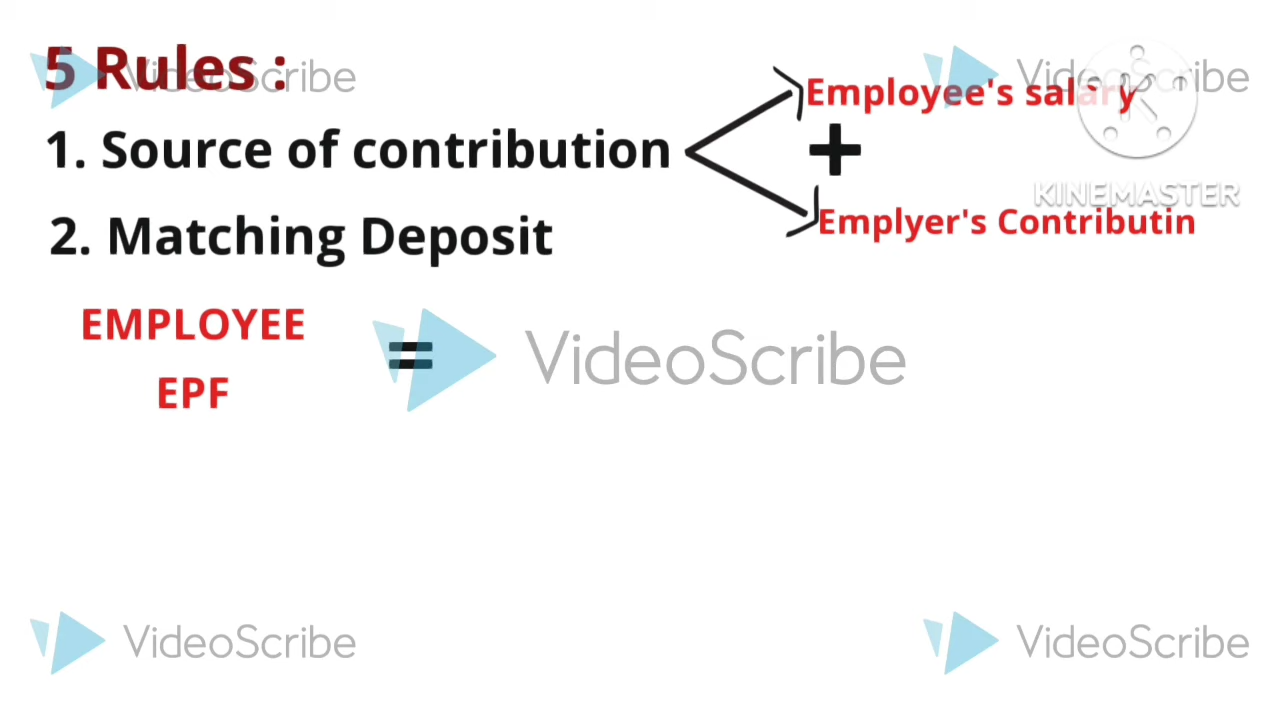 5 Rules :
VideoScribe
VideoScribe
Employee's salary
1. Source of contribution
+
KINEMASTER
Emplyer's Contributin
2. Matching Deposit
EMPLOYEE
=
VideoScribe
EPF
VideoScribe
VideoScribe